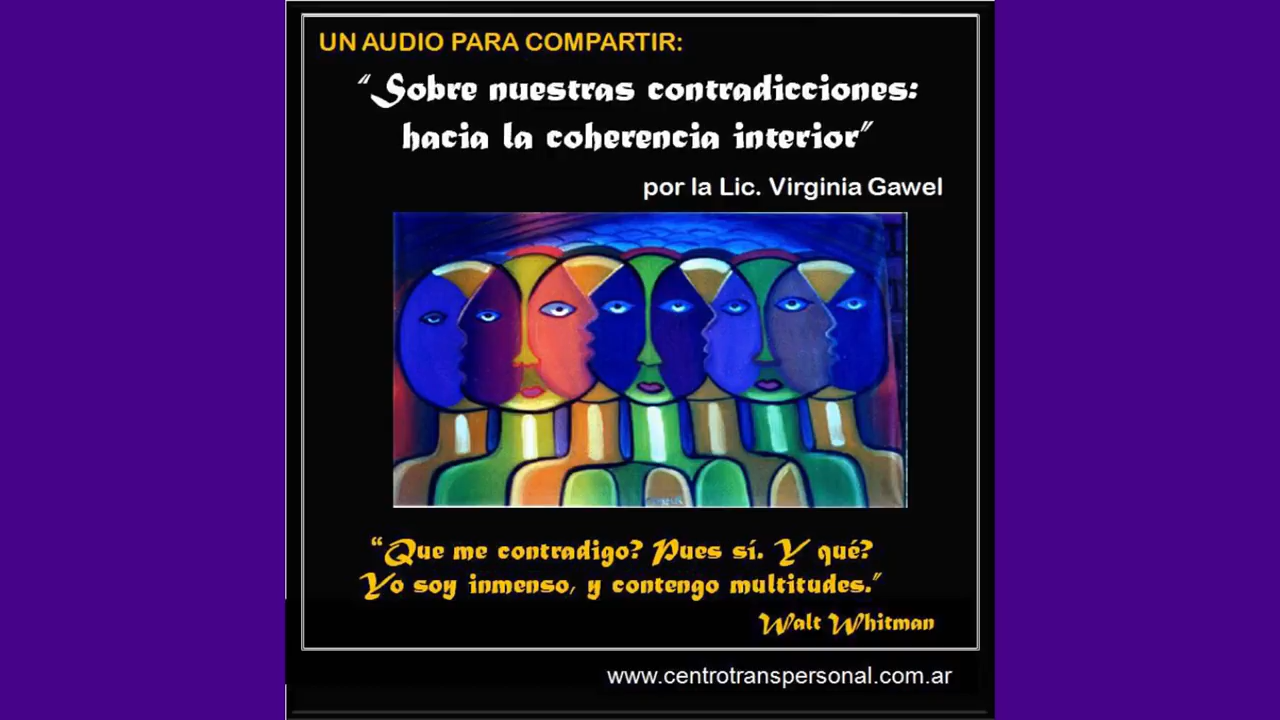 UN AUDIO PARA COMPARTIR:
“Sobre nuestras contradicciones:
hacia la coherencia interior”
por la Lic. Virginia Gawel
“Que me contradigo? Pues sí. Y qué?
Yo soy inmenso, y contengo multitudes.”
Walt Whitman
www.centrotranspersonal.com.ar